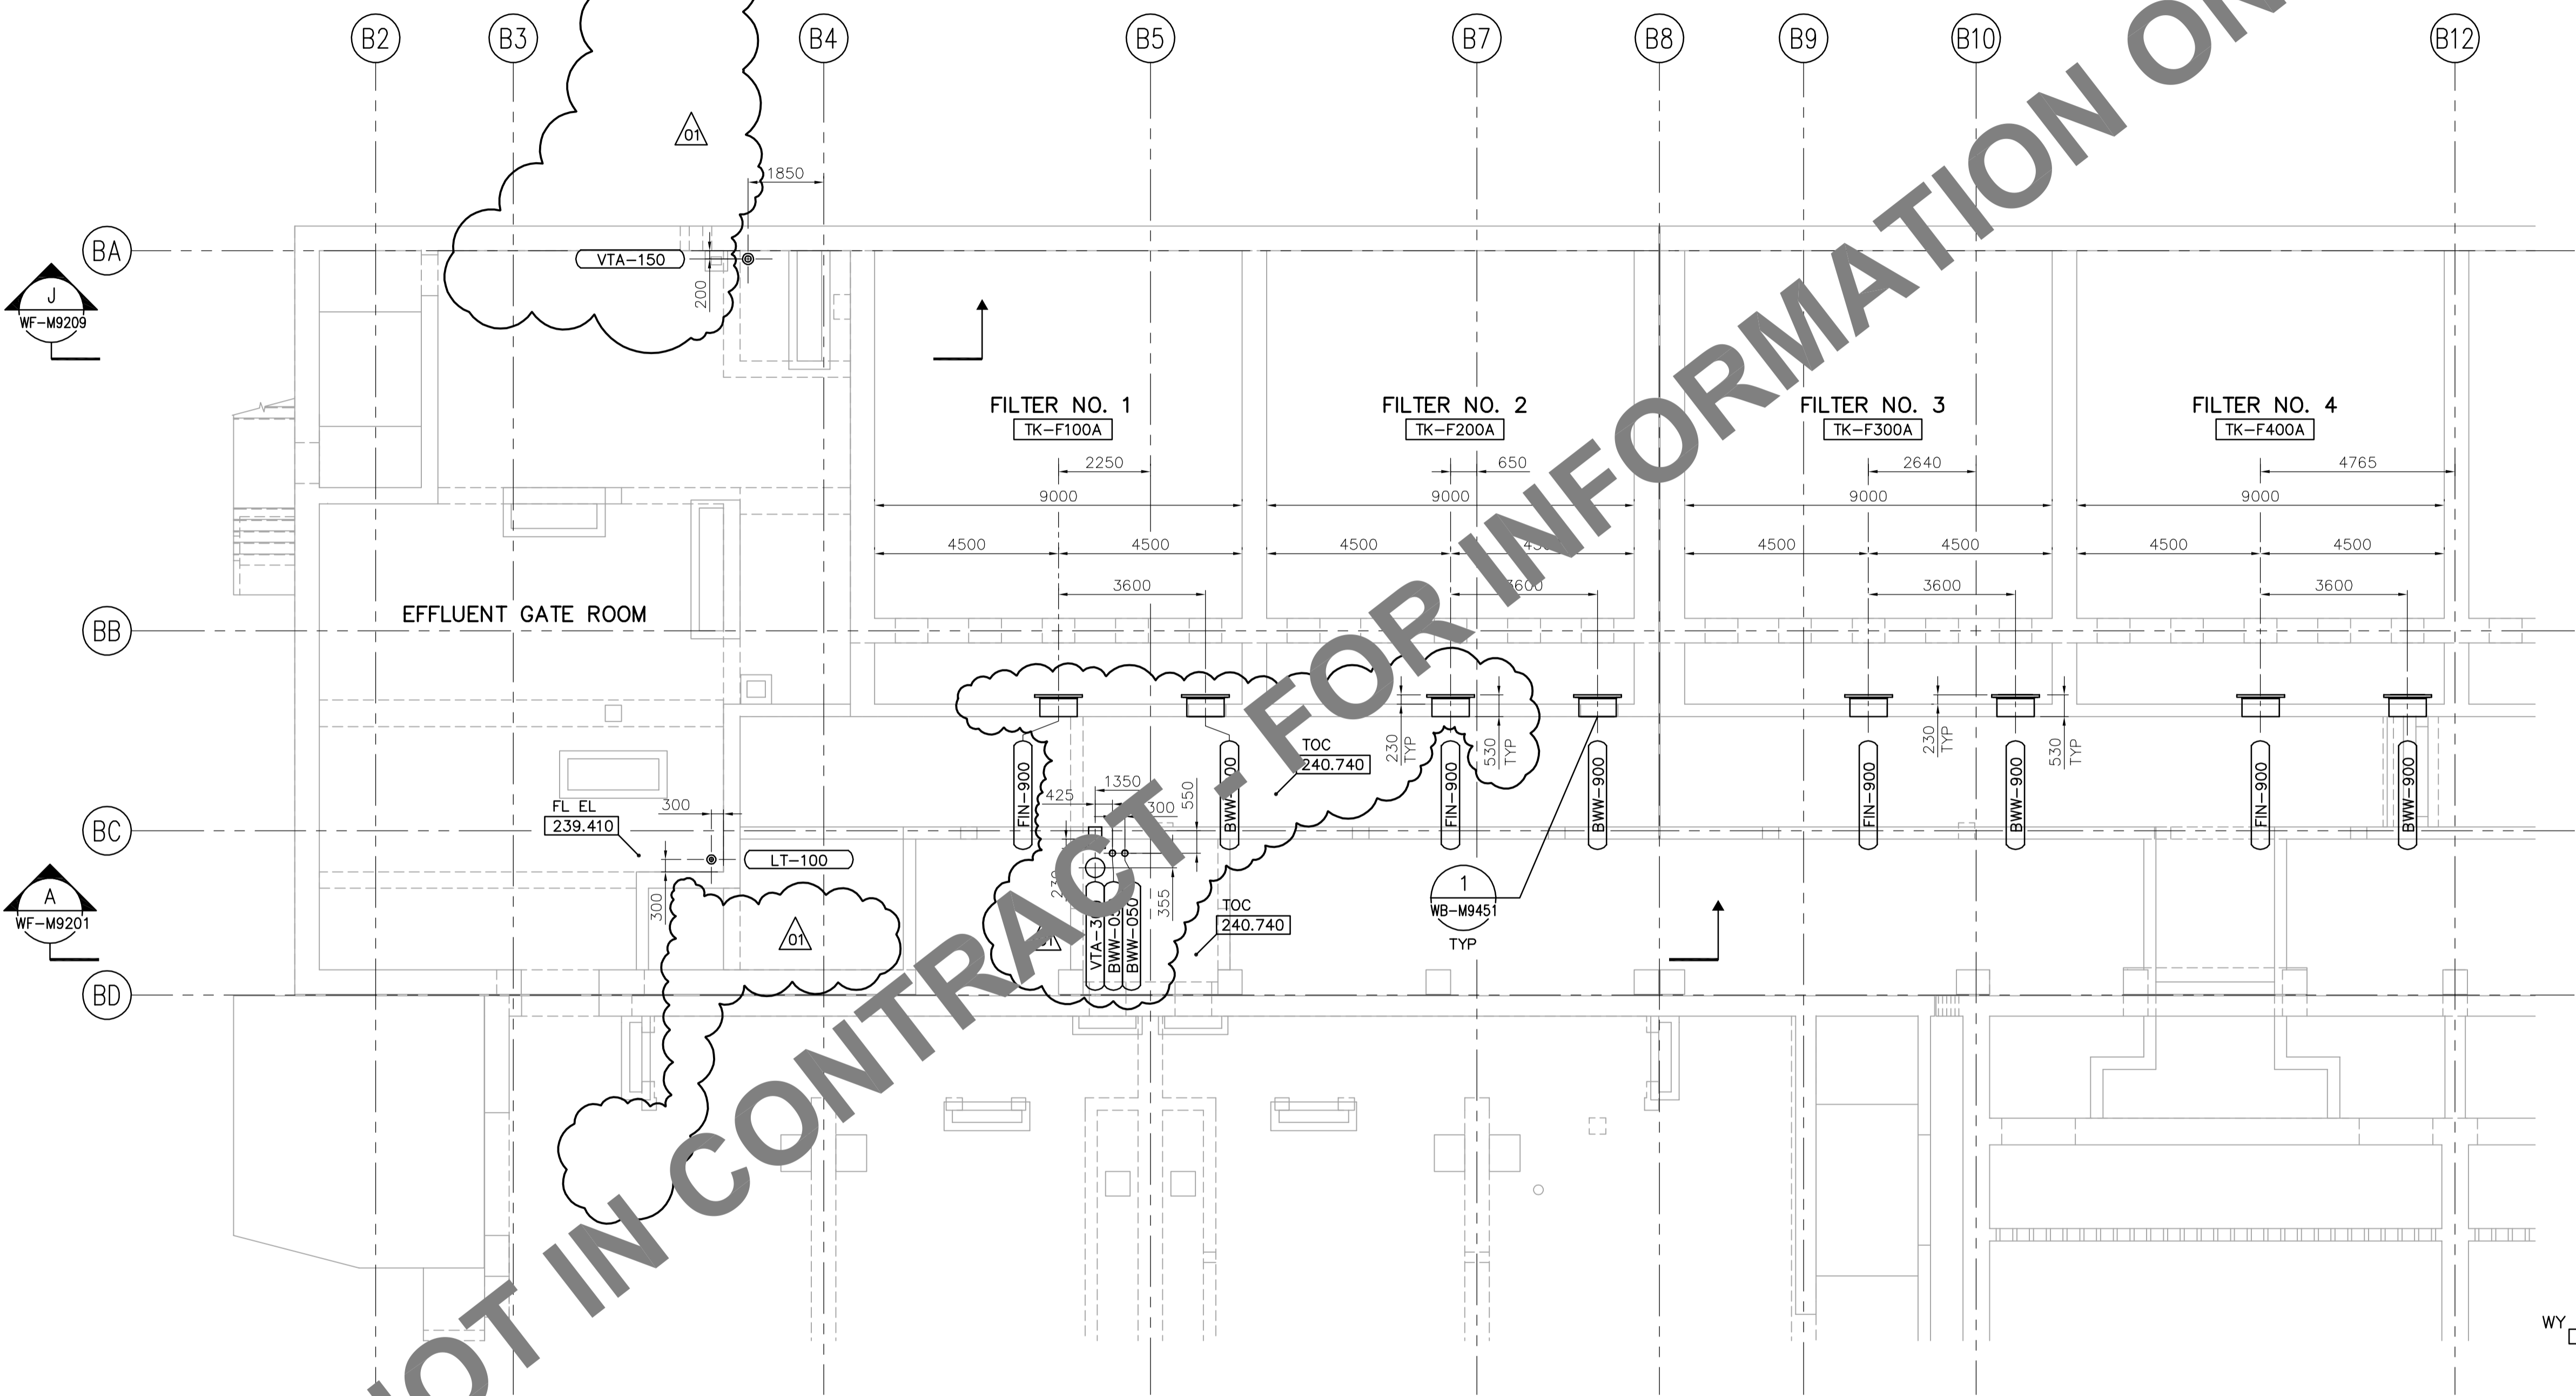 B2
B3
B4
B5
B7
B8
B9
B10
B12
01
1850
BA
VTA-150
200
J
WF-M9209
FILTER NO. 1
TK-F100A
FILTER NO. 2
TK-F200A
FILTER NO. 3
TK-F300A
FILTER NO. 4
TK-F400A
2250
650
2640
4765
9000
9000
9000
9000
4500
4500
4500
4500
4500
4500
4500
3600
3600
3600
3600
EFFLUENT GATE ROOM
BB
FIN-900
TOC
240.740
230
TYP
530
TYP
FIN-900
BWW-900
230
TYP
530
TYP
FIN-900
BWW-900
FIN-900
BWW-900
1350
425
300
550
FL EL
239.410
300
BC
LT-100
300
355
1
WB-M9451
TYP
A
WF-M9201
01
TOC
240.740
BWW-050
BD
WY
NOT IN CONTRACT - FOR INFORMATION